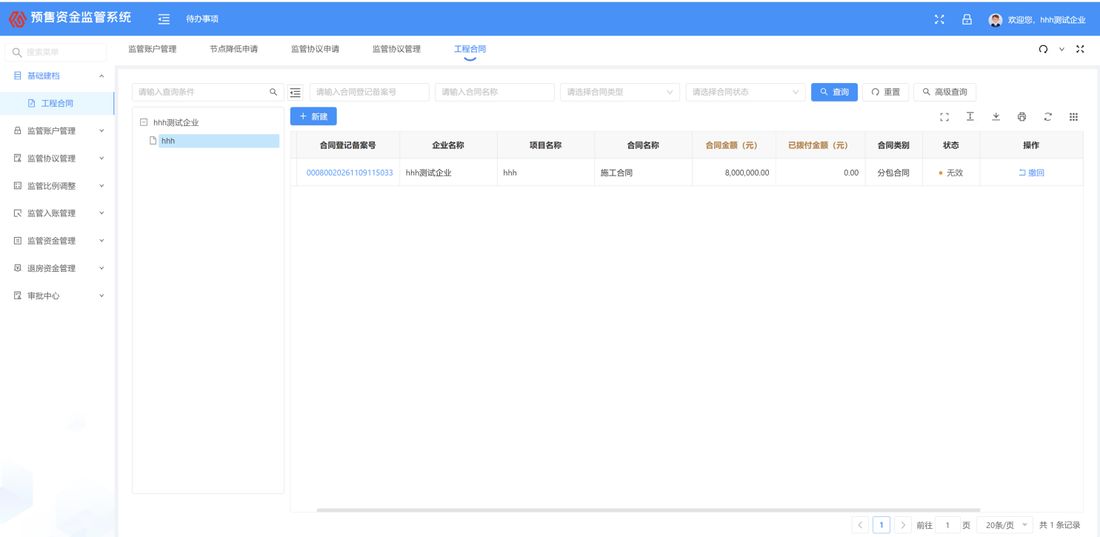 预售资金监管系统
待办事项
欢迎您，hhh测试企业
搜索菜单
基础建档
工程合同
监管账户管理
监管协议管理
监管比例调整
监管入账管理
监管资金管理
退房资金管理
审批中心
监管账户管理 节点降低申请 监管协议申请 监管协议管理 工程合同
请输入查询条件
hhh测试企业
hhh
请输入合同登记备案号 请输入合同名称 请选择合同类型 请选择合同状态 查询 重置 高级查询
新建
合同登记备案号 企业名称 项目名称 合同名称 合同金额（元） 已拨付金额（元） 合同类别 状态 操作
00080020261109115033 hhh测试企业 hhh 施工合同 8,000,000.00 0.00 分包合同 无效 撤回
1 前往 1 页 20条/页 共 1 条记录